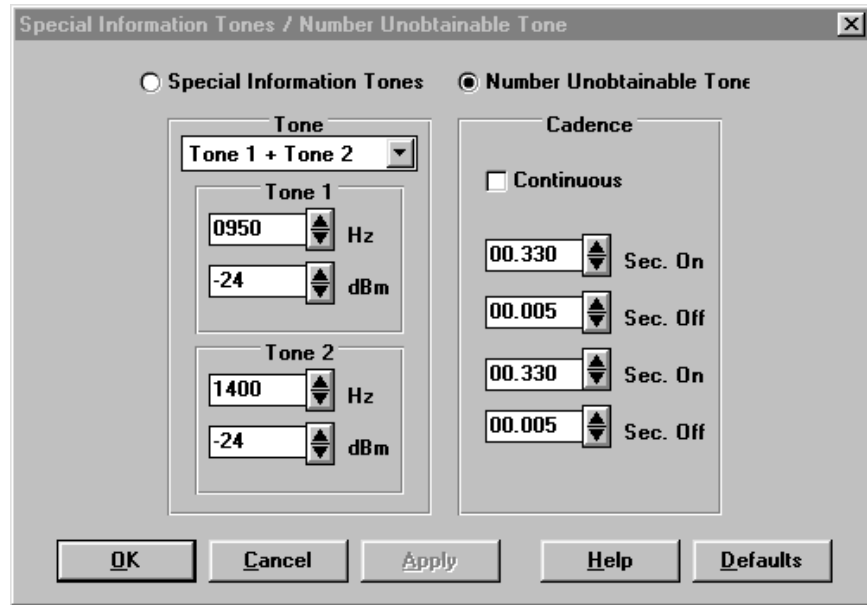 Special Information Tones / Number Unobtainable Tone
Special Information Tones
Number Unobtainable Tone
Tone
Tone 1 + Tone 2
Tone 1
0950 Hz
-24 dBm
Tone 2
1400 Hz
-24 dBm
Cadence
Continuous
00.330 Sec. On
00.005 Sec. Off
00.330 Sec. On
00.005 Sec. Off
OK
Cancel
Apply
Help
Defaults